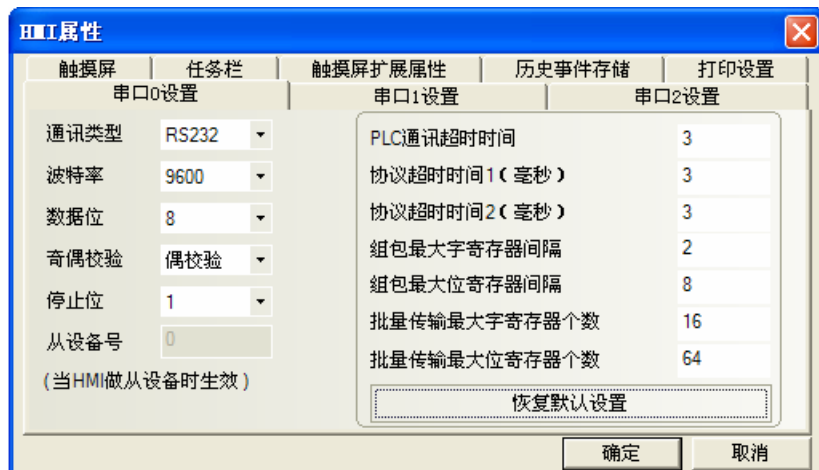 HMI属性
触摸屏 任务栏 触摸屏扩展属性 历史事件存储 打印设置
串口0设置 串口1设置 串口2设置
通讯类型 RS232
波特率 9600
数据位 8
奇偶校验 偶校验
停止位 1
从设备号 0
(当HMI做从设备时生效)
PLC通讯超时时间 3
协议超时时间1(毫秒) 3
协议超时时间2(毫秒) 3
组包最大字寄存器间隔 2
组包最大位寄存器间隔 8
批量传输最大字寄存器个数 16
批量传输最大位寄存器个数 64
恢复默认设置
确定 取消